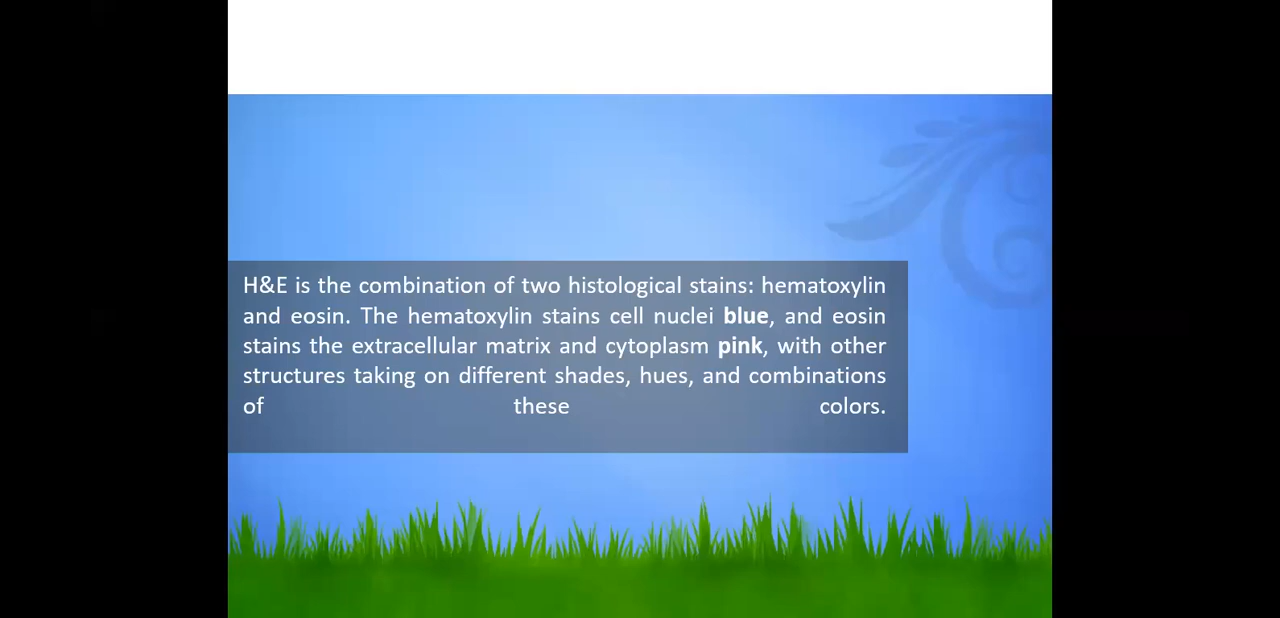 H&E is the combination of two histological stains: hematoxylin
and eosin. The hematoxylin stains cell nuclei blue, and eosin
stains the extracellular matrix and cytoplasm pink, with other
structures taking on different shades, hues, and combinations
of these colors.